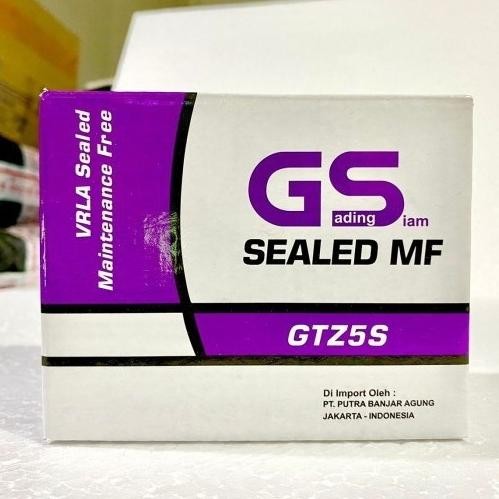 VRLA Sealed
Maintenance Free
GS
ading iam
SEALED MF
GTZ5S
Di Import Oleh :
PT. PUTRA BANJAR AGUNG
JAKARTA - INDONESIA